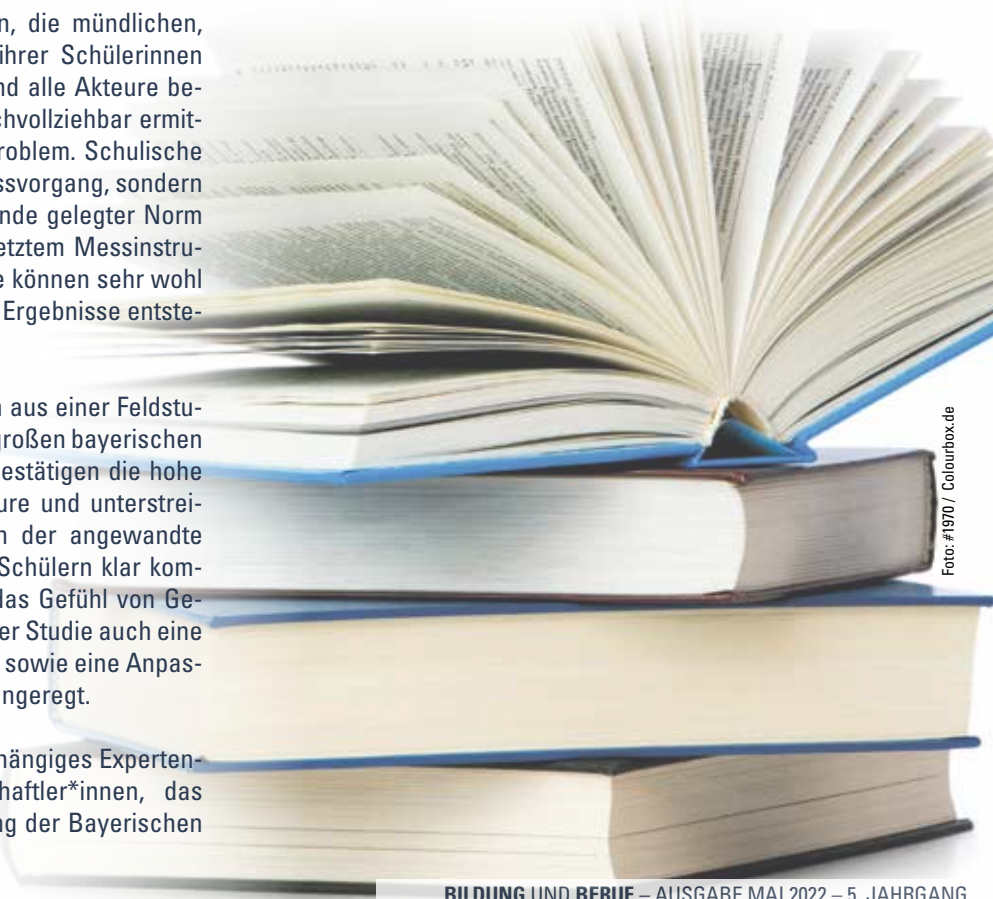 n, die mündlichen,
ihrer Schülerinnen
nd alle Akteure be-
chvollziehbar ermit-
roblem. Schulische
ssvorgang, sondern
nde gelegter Norm
etztem Messinstru-
e können sehr wohl
Ergebnisse entste-
n aus einer Feldstu-
großen bayerischen
estätigen die hohe
ure und unterstrei-
n der angewandte
Schülern klar kom-
das Gefühl von Ge-
er Studie auch eine
sowie eine Anpas-
ngeregt.
hängiges Experten-
haftler*innen, das
ng der Bayerischen
Foto: #1970 / Colourbox.de
BILDUNG UND BERUF – AUSGABE MAI 2022 – 5. JAHRGANG